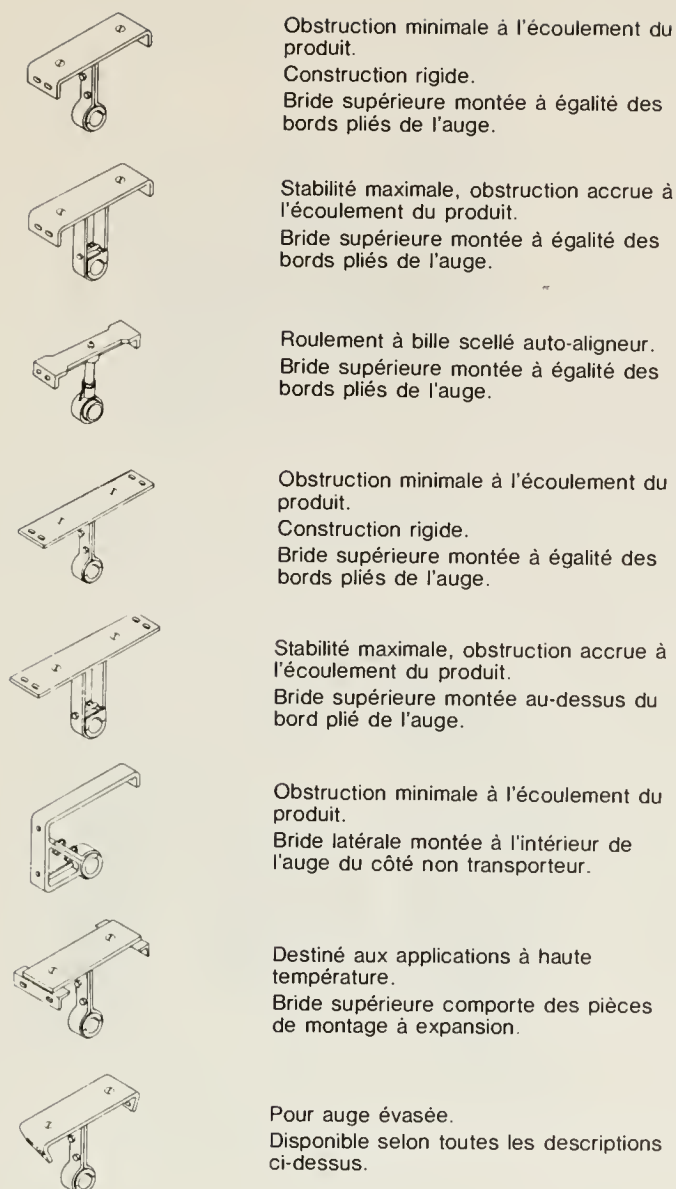 Obstruction minimale à l'écoulement du
produit.
Construction rigide.
Bride supérieure montée à égalité des
bords pliés de l'auge.
Stabilité maximale, obstruction accrue à
l'écoulement du produit.
Bride supérieure montée à égalité des
bords pliés de l'auge.
Roulement à bille scellé auto-aligneur.
Bride supérieure montée à égalité des
bords pliés de l'auge.
Obstruction minimale à l'écoulement du
produit.
Construction rigide.
Bride supérieure montée à égalité des
bords pliés de l'auge.
Stabilité maximale, obstruction accrue à
l'écoulement du produit.
Bride supérieure montée au-dessus du
bord plié de l'auge.
Obstruction minimale à l'écoulement du
produit.
Bride latérale montée à l'intérieur de
l'auge du côté non transporteur.
Destiné aux applications à haute
température.
Bride supérieure comporte des pièces
de montage à expansion.
Pour auge évasée.
Disponible selon toutes les descriptions
ci-dessus.